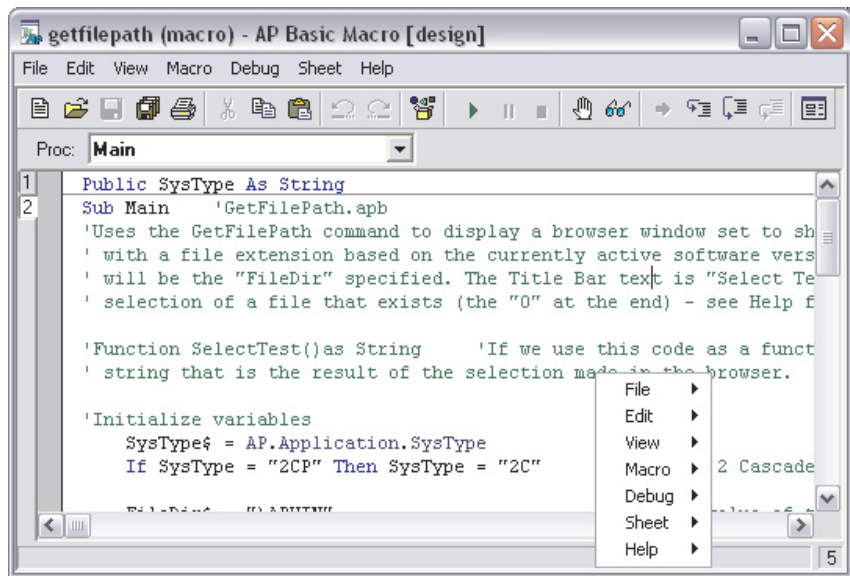 getfilepath (macro) - AP Basic Macro [design]
File Edit View Macro Debug Sheet Help
Proc: Main
1 Public SysType As String
2 Sub Main 'GetFilePath.apb
'Uses the GetFilePath command to display a browser window set to sh
' with a file extension based on the currently active software vers
' will be the "FileDir" specified. The Title Bar text is "Select Te
' selection of a file that exists (the "0" at the end) - see Help f
'Function SelectTest()as String 'If we use this code as a funct
' string that is the result of the selection made in the browser.
'Initialize variables
SysType$ = AP.Application.SysType
If SysType = "2CP" Then SysType = "2C" 2 Cascade
File
Edit
View
Macro
Debug
Sheet
Help
5